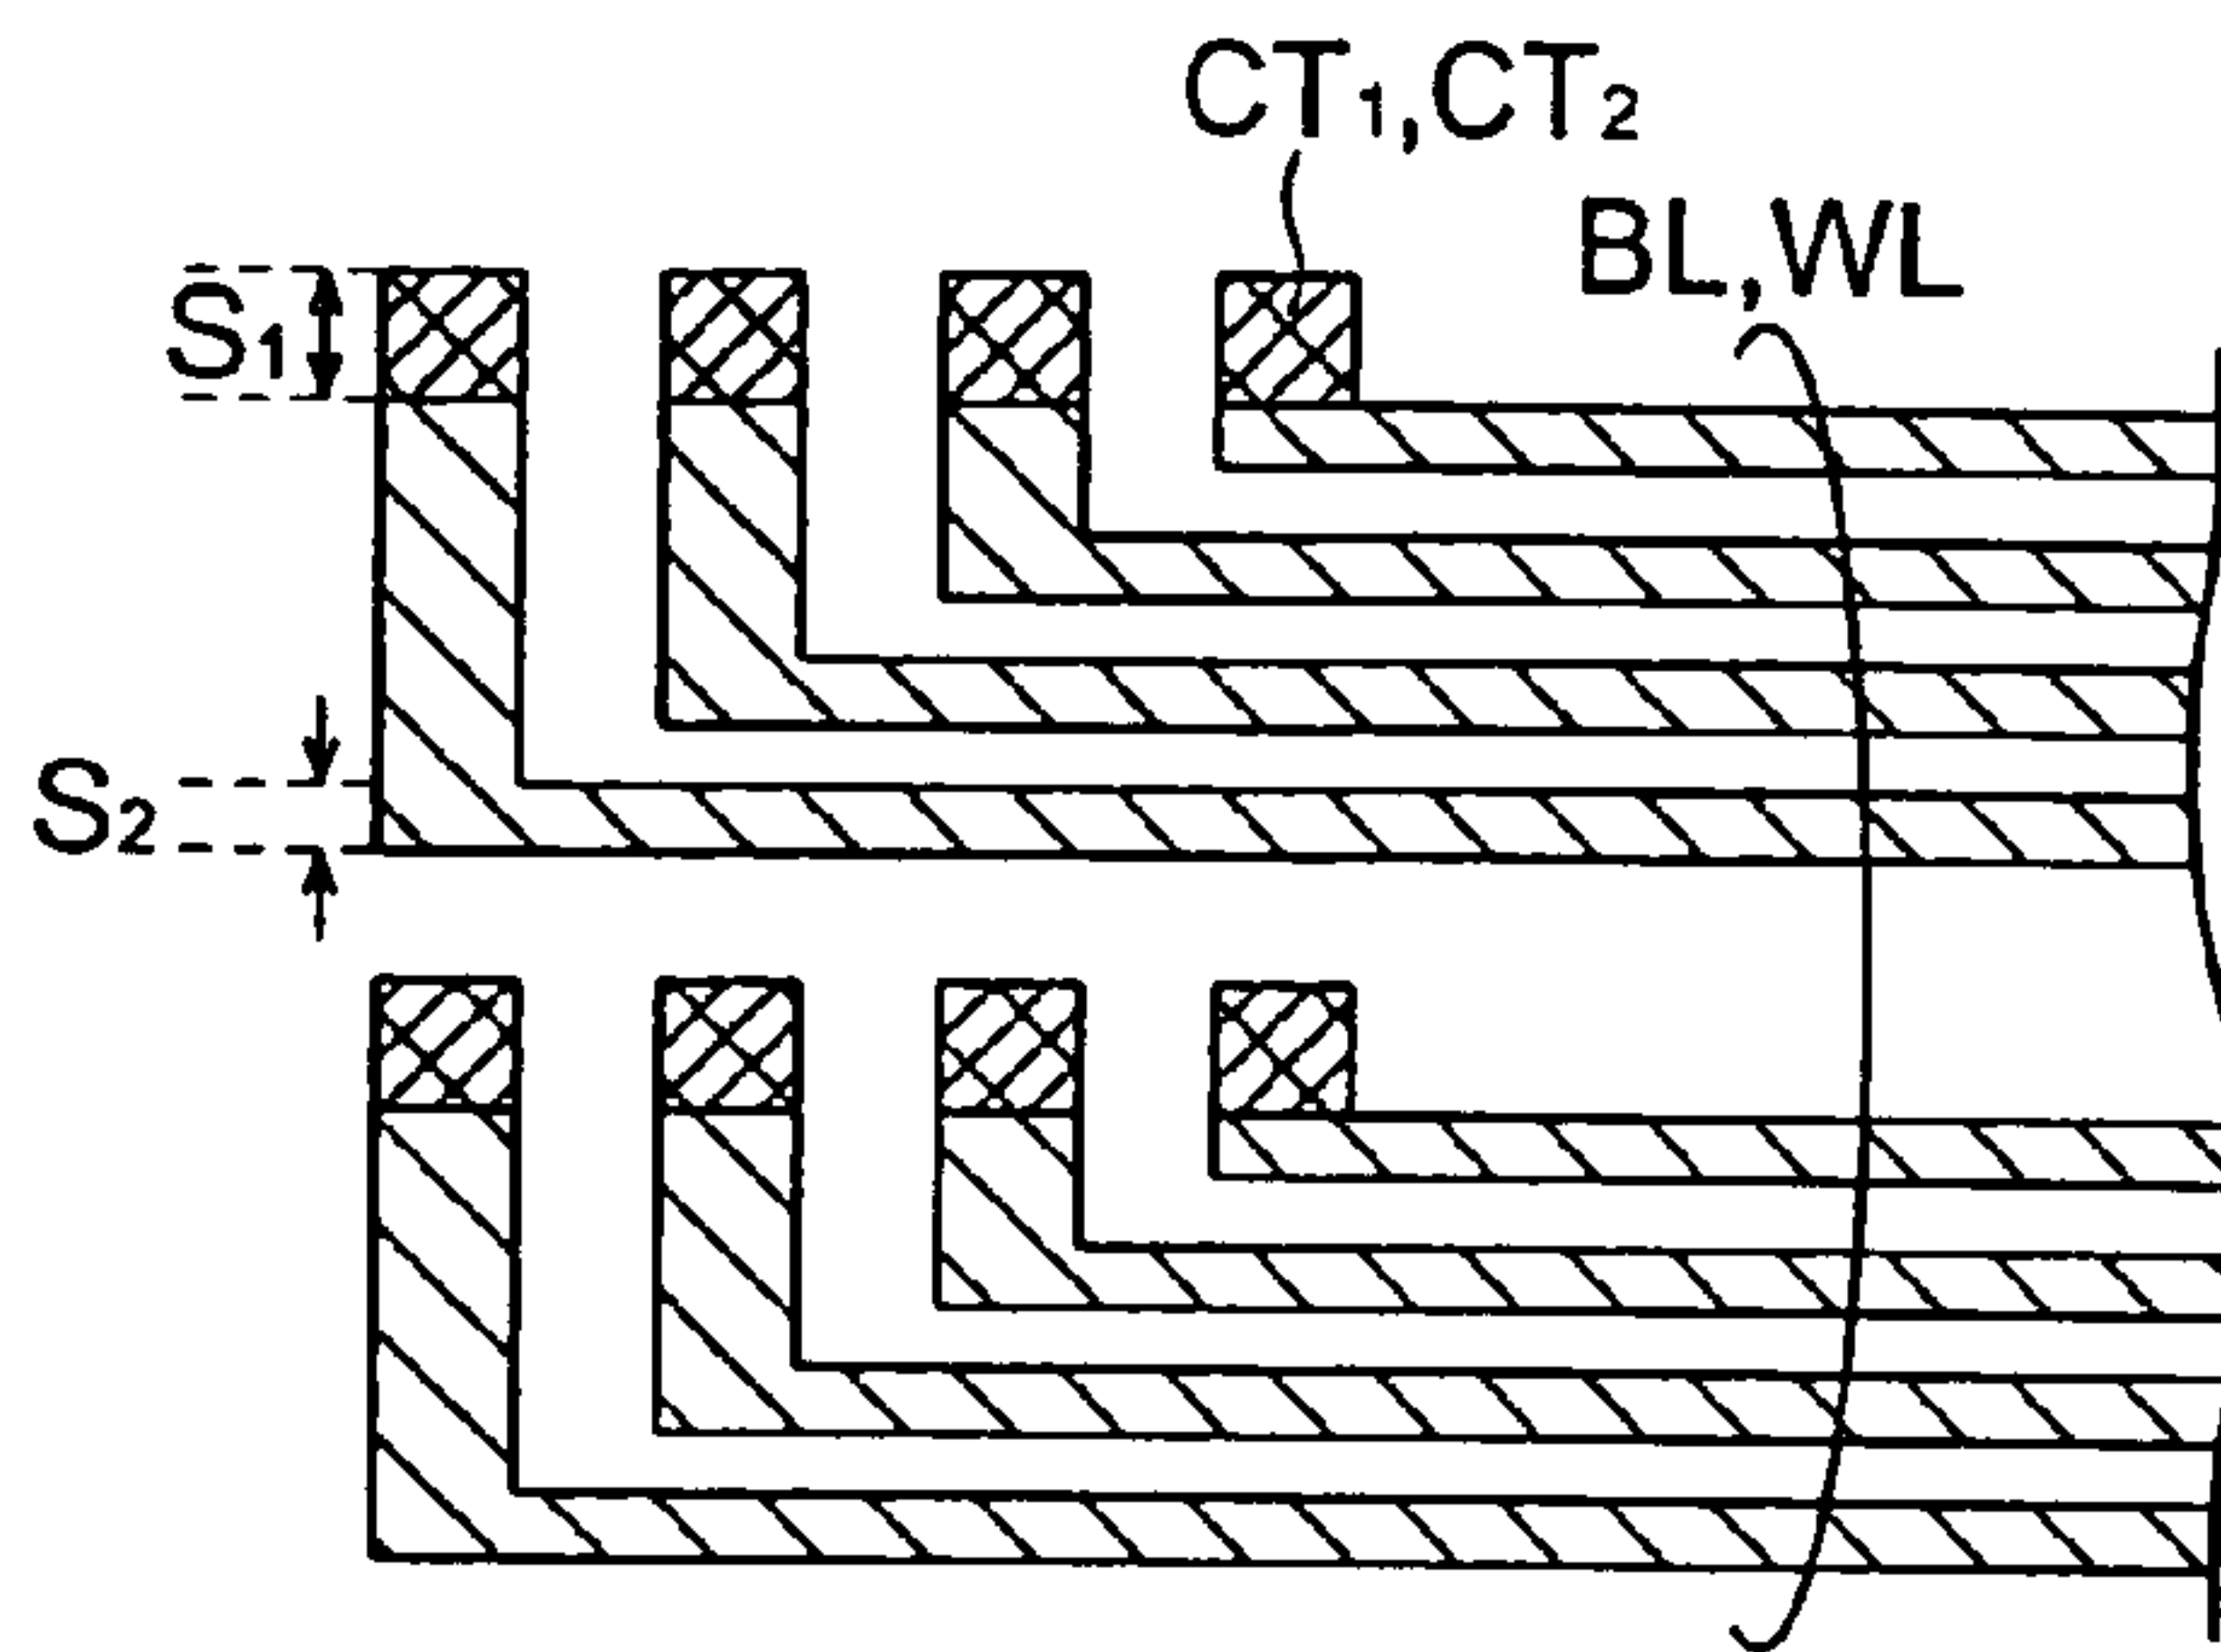 CT₁,CT₂
BL,WL
S₁
S₂